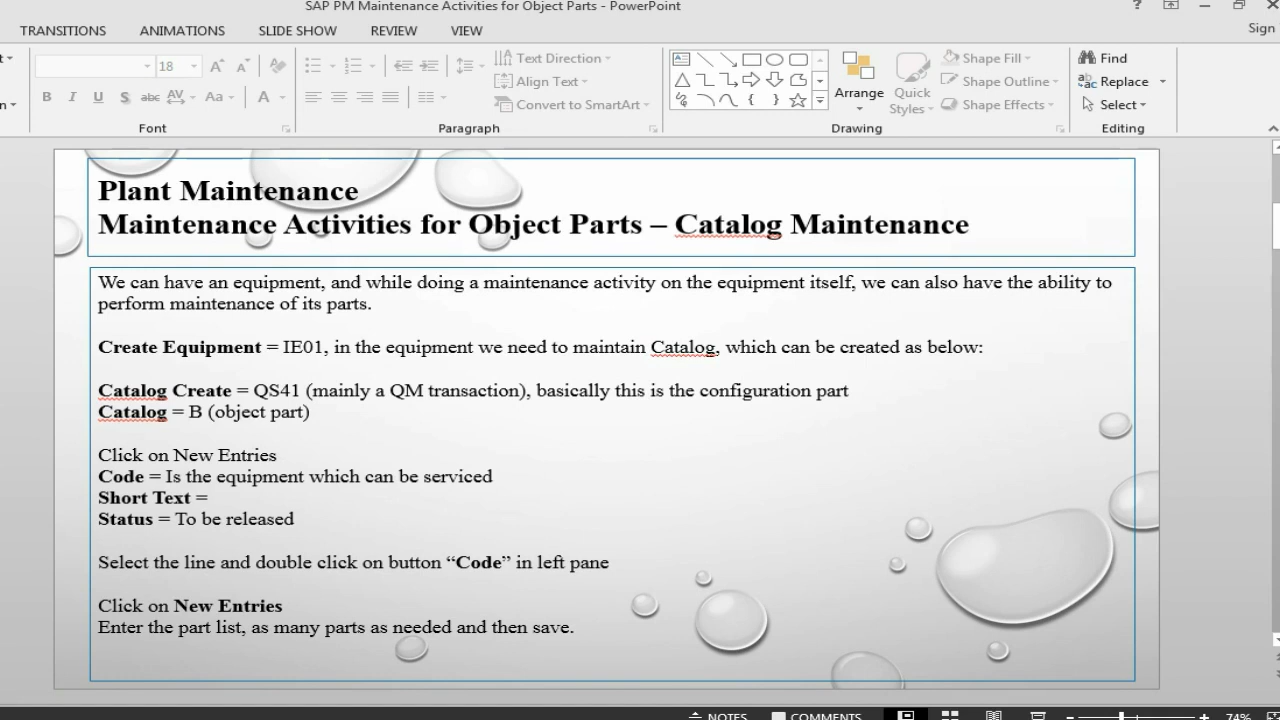 SAP PM Maintenance Activities for Object Parts - PowerPoint
?
TRANSITIONS ANIMATIONS SLIDE SHOW REVIEW VIEW
Sign
18 A A
Text Direction
Align Text
Convert to SmartArt
B I U S abc AV Aa A
Arrange
Quick
Styles
Shape Fill
Shape Outline
Shape Effects
Find
Replace
Select
Font Paragraph Drawing Editing
Plant Maintenance
Maintenance Activities for Object Parts – Catalog Maintenance
We can have an equipment, and while doing a maintenance activity on the equipment itself, we can also have the ability to
perform maintenance of its parts.
Create Equipment = IE01, in the equipment we need to maintain Catalog, which can be created as below:
Catalog Create = QS41 (mainly a QM transaction), basically this is the configuration part
Catalog = B (object part)
Click on New Entries
Code = Is the equipment which can be serviced
Short Text =
Status = To be released
Select the line and double click on button “Code” in left pane
Click on New Entries
Enter the part list, as many parts as needed and then save.
NOTES COMMENTS 74%